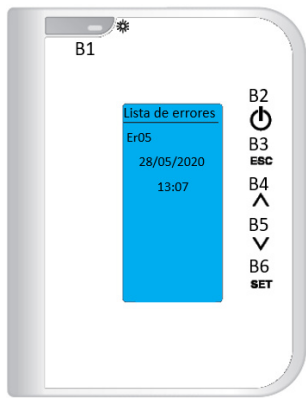 B1
Lista de errores
Er05
28/05/2020
13:07
B2
B3
ESC
B4
B5
B6
SET